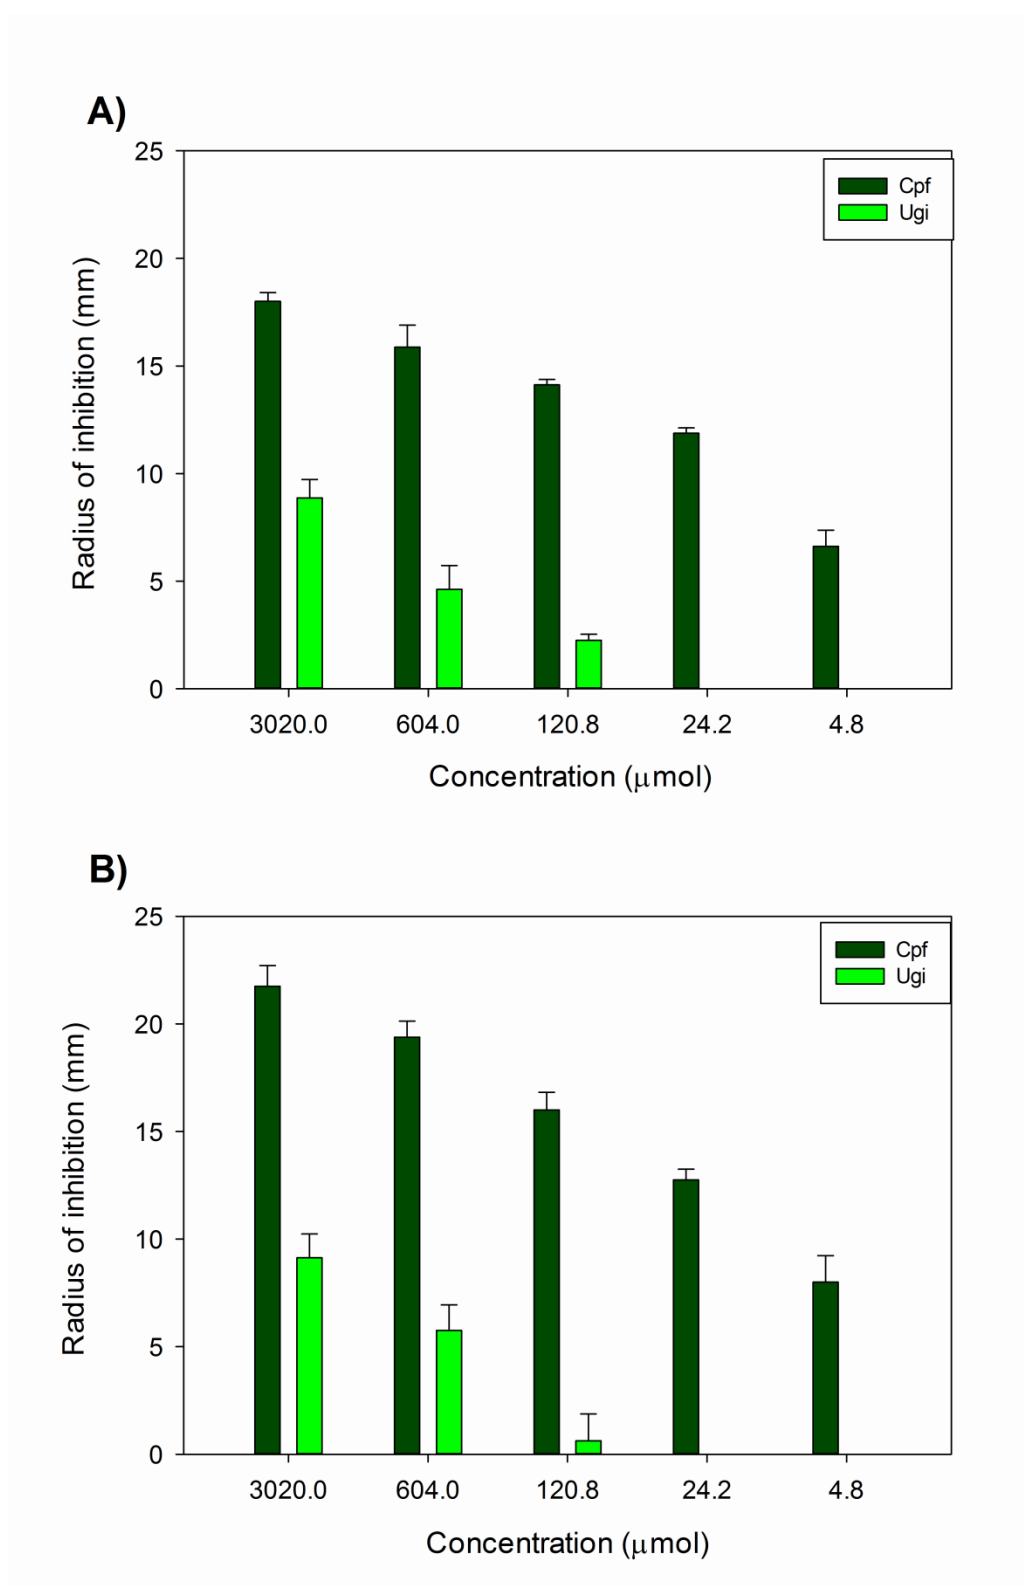 A)
25
Cpf
Ugi
20
15
10
5
0
Radius of inhibition (mm)
3020.0 604.0 120.8 24.2 4.8
Concentration (μmol)
B)
25
Cpf
Ugi
20
15
10
5
0
Radius of inhibition (mm)
3020.0 604.0 120.8 24.2 4.8
Concentration (μmol)